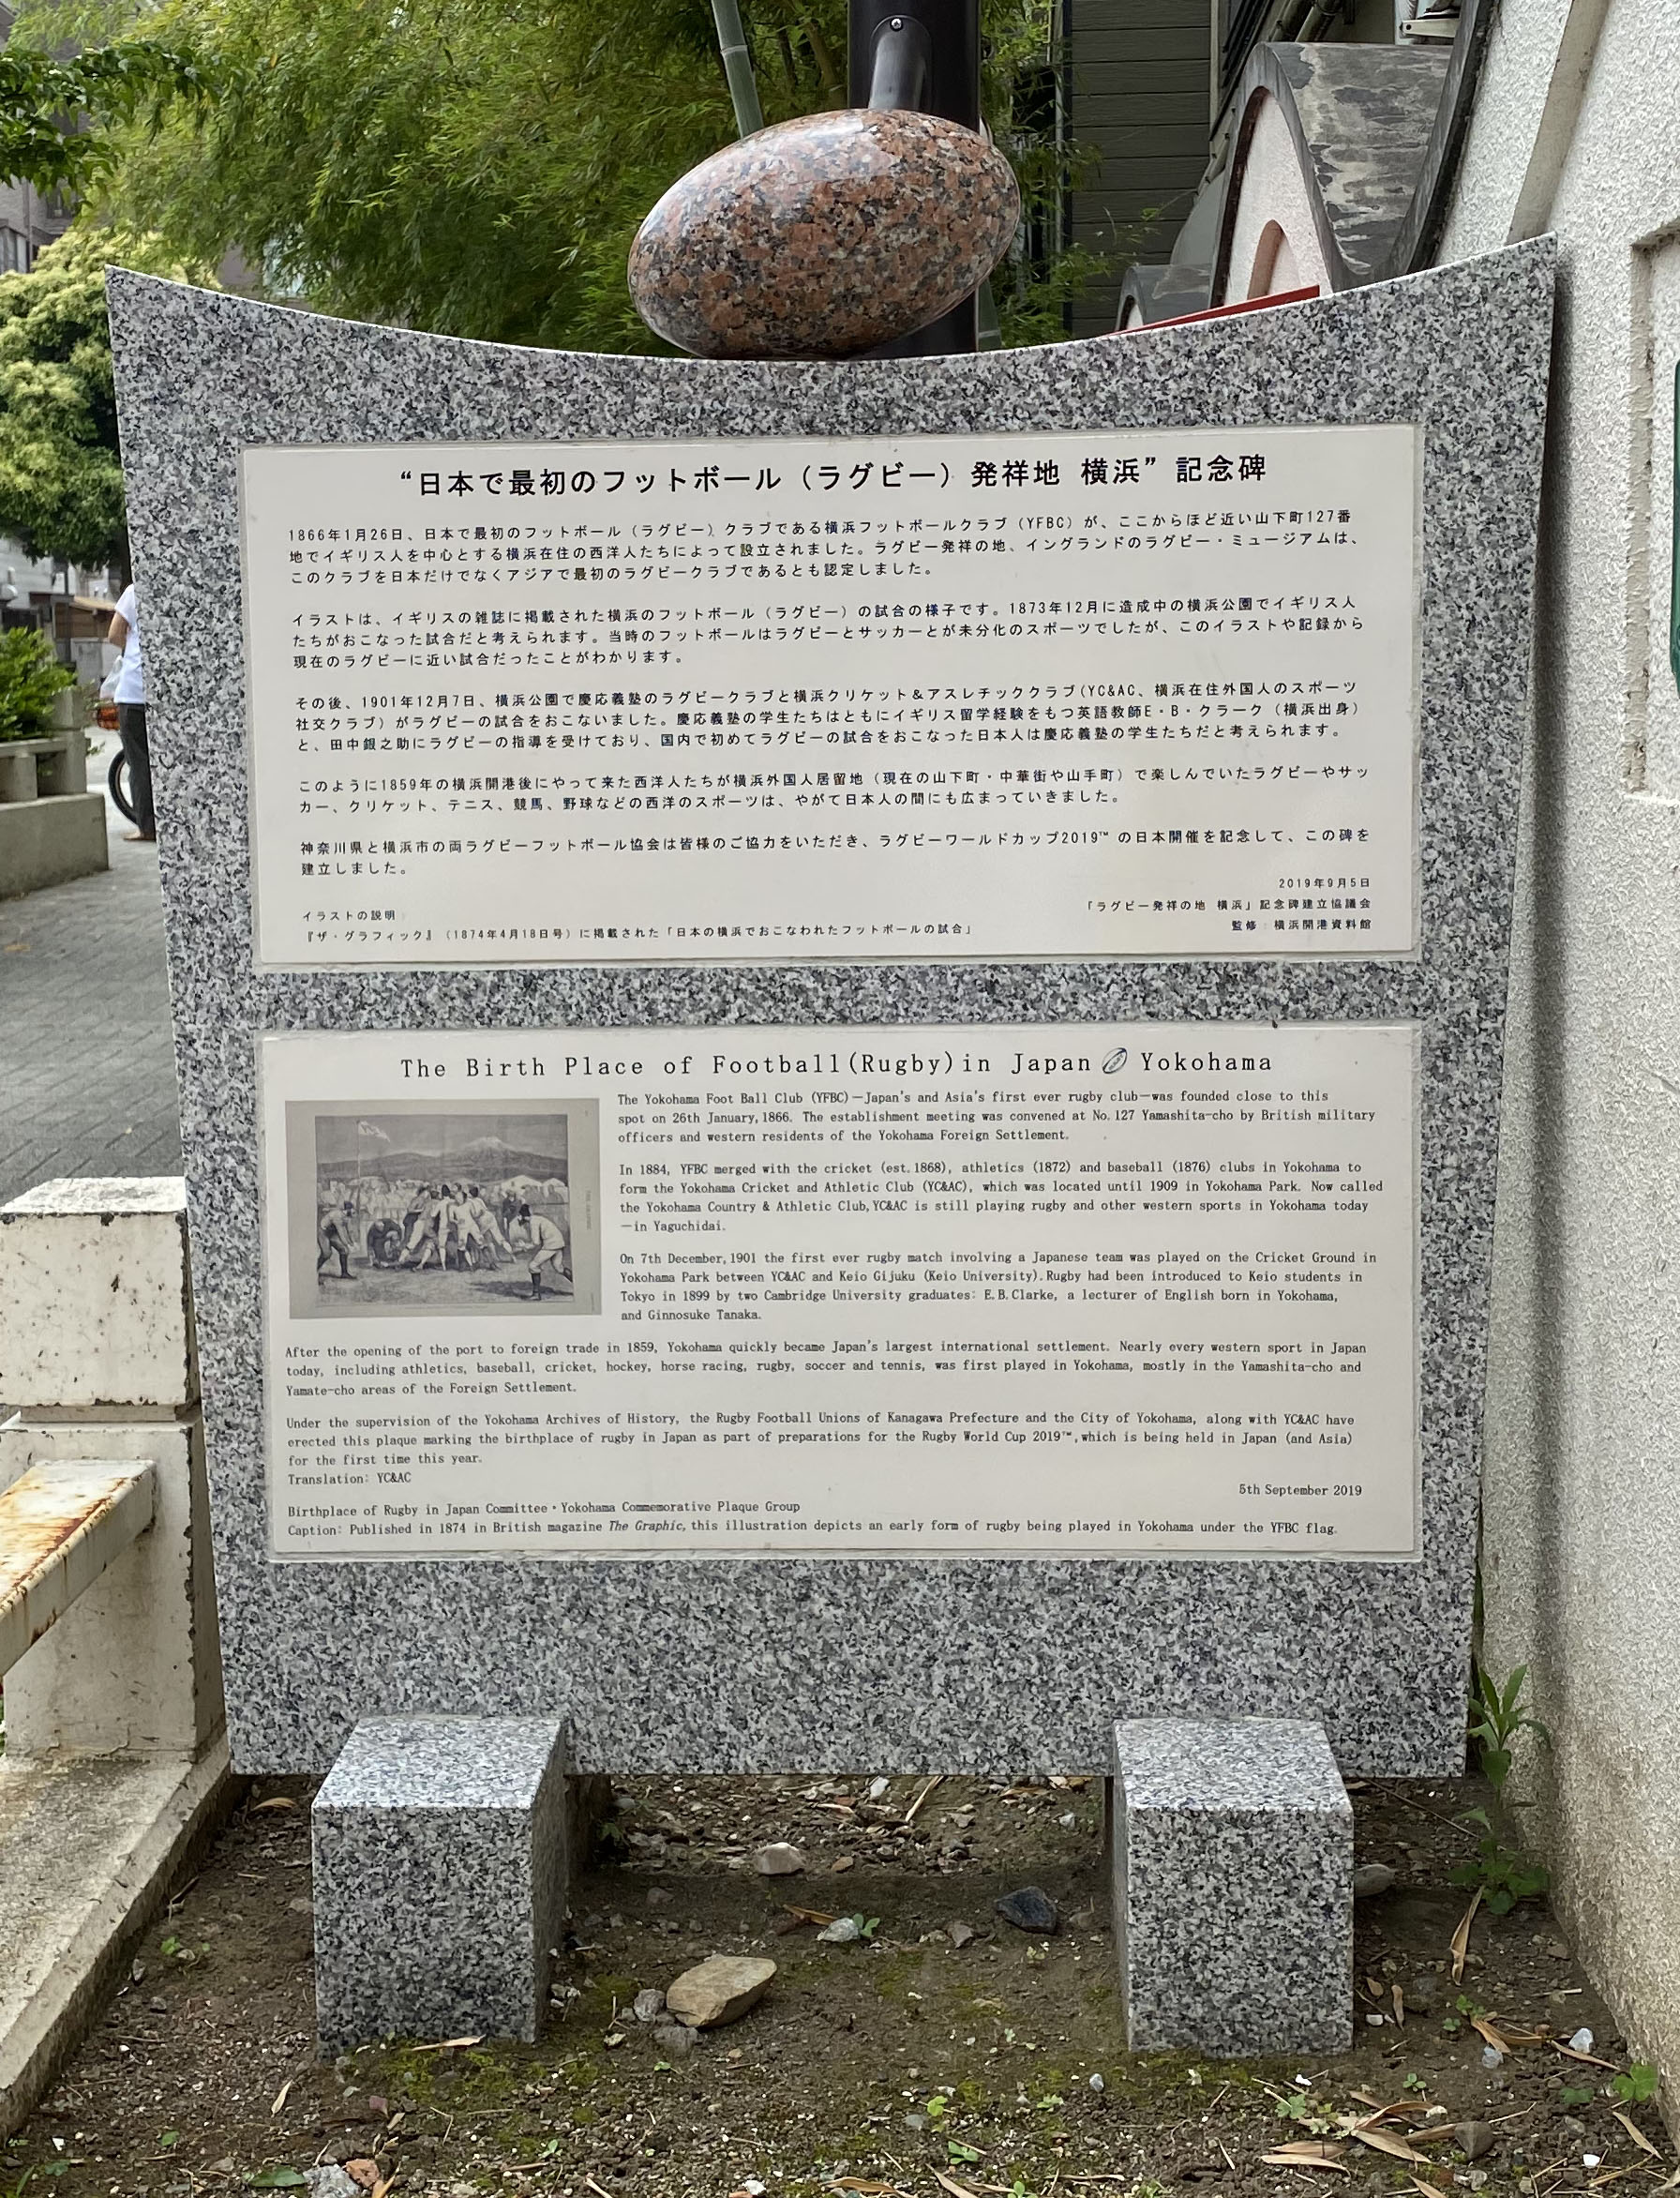 “日本で最初のフットボール（ラグビー）発祥地 横浜”記念碑
1866年1月26日、日本で最初のフットボール（ラグビー）クラブである横浜フットボールクラブ（YFBC）が、ここからほど近い山下町127番
地でイギリス人を中心とする横浜在住の西洋人たちによって設立されました。ラグビー発祥の地、イングランドのラグビー・ミュージアムは、
このクラブを日本だけでなくアジアで最初のラグビークラブであるとも認定しました。
イラストは、イギリスの雑誌に掲載された横浜のフットボール（ラグビー）の試合の様子です。1873年12月に造成中の横浜公園でイギリス人
たちがおこなった試合だと考えられます。当時のフットボールはラグビーとサッカーとが未分化のスポーツでしたが、このイラストや記録から
現在のラグビーに近い試合だったことがわかります。
その後、1901年12月7日、横浜公園で慶応義塾のラグビークラブと横浜クリケット＆アスレチッククラブ(YC&AC、横浜在住外国人のスポーツ
社交クラブ）がラグビーの試合をおこないました。慶応義塾の学生たちはともにイギリス留学経験をもつ英語教師E・B・クラーク（横浜出身）
と、田中銀之助にラグビーの指導を受けており、国内で初めてラグビーの試合をおこなった日本人は慶応義塾の学生たちだと考えられます。
このように1859年の横浜開港後にやって来た西洋人たちが横浜外国人居留地（現在の山下町・中華街や山手町）で楽しんでいたラグビーやサッ
カー、クリケット、テニス、競馬、野球などの西洋のスポーツは、やがて日本人の間にも広まっていきました。
神奈川県と横浜市の両ラグビーフットボール協会は皆様のご協力をいただき、ラグビーワールドカップ2019™ の日本開催を記念して、この碑を
建立しました。
2019年9月5日
「ラグビー発祥の地 横浜」記念碑建立協議会
監修：横浜開港資料館
イラストの説明
『ザ・グラフィック』（1874年4月18日号）に掲載された「日本の横浜でおこなわれたフットボールの試合」
The Birth Place of Football(Rugby)in Japan Yokohama
The Yokohama Foot Ball Club (YFBC)—Japan's and Asia's first ever rugby club—was founded close to this
spot on 26th January,1866. The establishment meeting was convened at No.127 Yamashita-cho by British military
officers and western residents of the Yokohama Foreign Settlement.
In 1884, YFBC merged with the cricket (est.1868), athletics (1872) and baseball (1876) clubs in Yokohama to
form the Yokohama Cricket and Athletic Club (YC&AC), which was located until 1909 in Yokohama Park. Now called
the Yokohama Country & Athletic Club,YC&AC is still playing rugby and other western sports in Yokohama today
—in Yaguchidai.
On 7th December,1901 the first ever rugby match involving a Japanese team was played on the Cricket Ground in
Yokohama Park between YC&AC and Keio Gijuku (Keio University).Rugby had been introduced to Keio students in
Tokyo in 1899 by two Cambridge University graduates: E.B.Clarke, a lecturer of English born in Yokohama,
and Ginnosuke Tanaka.
After the opening of the port to foreign trade in 1859, Yokohama quickly became Japan's largest international settlement. Nearly every western sport in Japan
today, including athletics, baseball, cricket, hockey, horse racing, rugby, soccer and tennis, was first played in Yokohama, mostly in the Yamashita-cho and
Yamate-cho areas of the Foreign Settlement.
Under the supervision of the Yokohama Archives of History, the Rugby Football Unions of Kanagawa Prefecture and the City of Yokohama, along with YC&AC have
erected this plaque marking the birthplace of rugby in Japan as part of preparations for the Rugby World Cup 2019™,which is being held in Japan (and Asia)
for the first time this year.
Translation: YC&AC
5th September 2019
Birthplace of Rugby in Japan Committee・Yokohama Commemorative Plaque Group
Caption: Published in 1874 in British magazine The Graphic, this illustration depicts an early form of rugby being played in Yokohama under the YFBC flag.